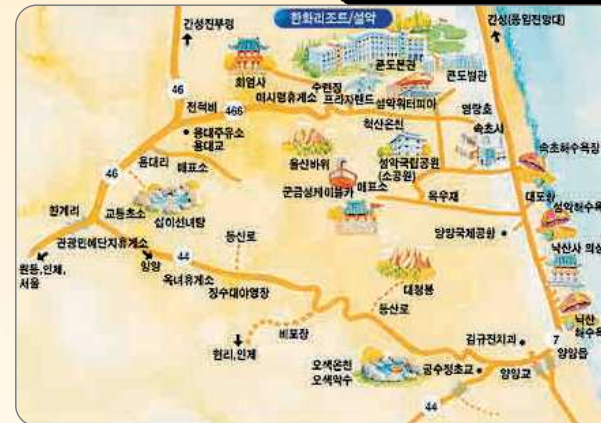 간성진부령
한화리조트/설악
간성(통일전망대)
콘도본관
콘도별관
화엄사
수련장
미시령휴게소
프라자랜드
설악워터피아
46
전적비
466
영랑호
척산온천
속초시
용대주유소
용대교
용대리
매표소
울산바위
설악국립공원
(소공원)
속초해수욕장
46
권금성케이블카
매표소
목우재
대포항
설악해수욕
한계리
교통초소
십이선녀탕
양양국제공항
낙산사 의상
관광민예단지휴게소
44
등산로
원통,인제,
서울
옥녀휴게소
장수대야영장
대청봉
낙산
해수욕
등산로
비포장
현리,인제
김규진치과
7
양양읍
오색온천
오색약수
공수정초교
양양교
44